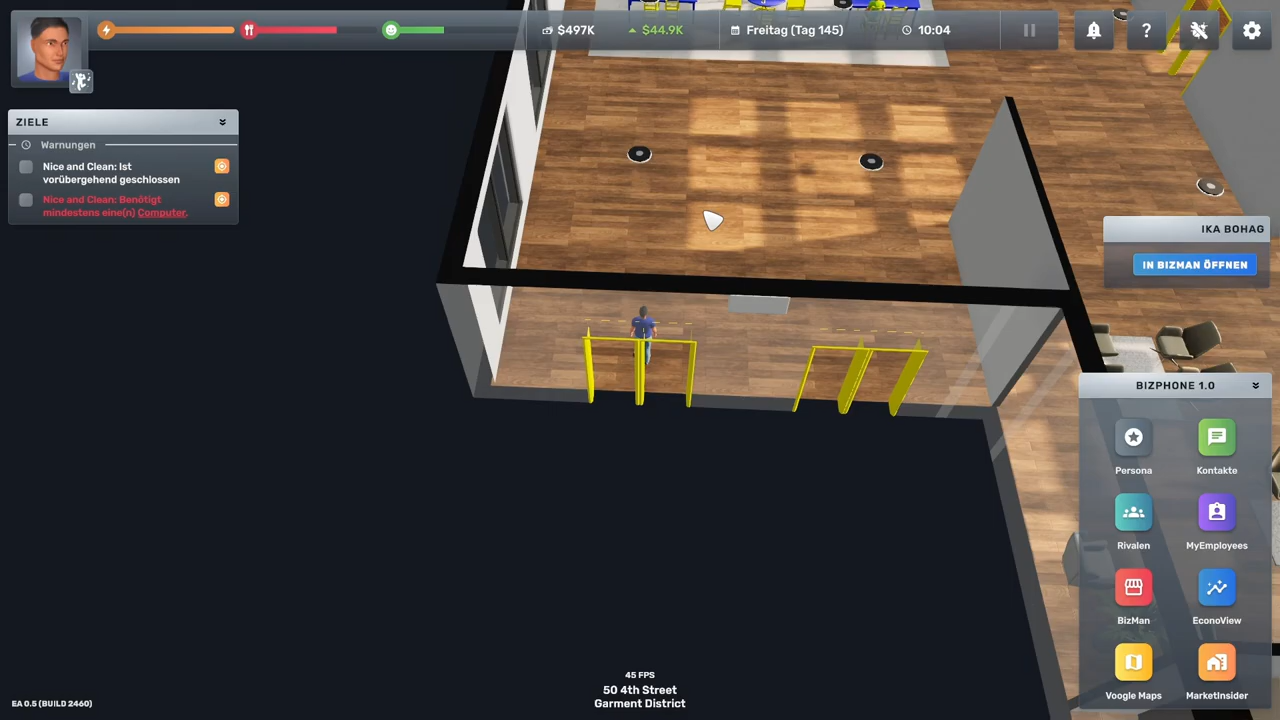 $497K
$44.9K
Freitag (Tag 145)
10:04
?
ZIELE
Warnungen
Nice and Clean: Ist
vorübergehend geschlossen
Nice and Clean: Benötigt
mindestens eine(n) Computer.
IKA BOHAG
IN BIZMAN ÖFFNEN
BIZPHONE 1.0
Persona
Kontakte
Rivalen
MyEmployees
BizMan
EconoView
Voogle Maps
MarketInsider
45 FPS
50 4th Street
Garment District
EA 0.5 (BUILD 2460)